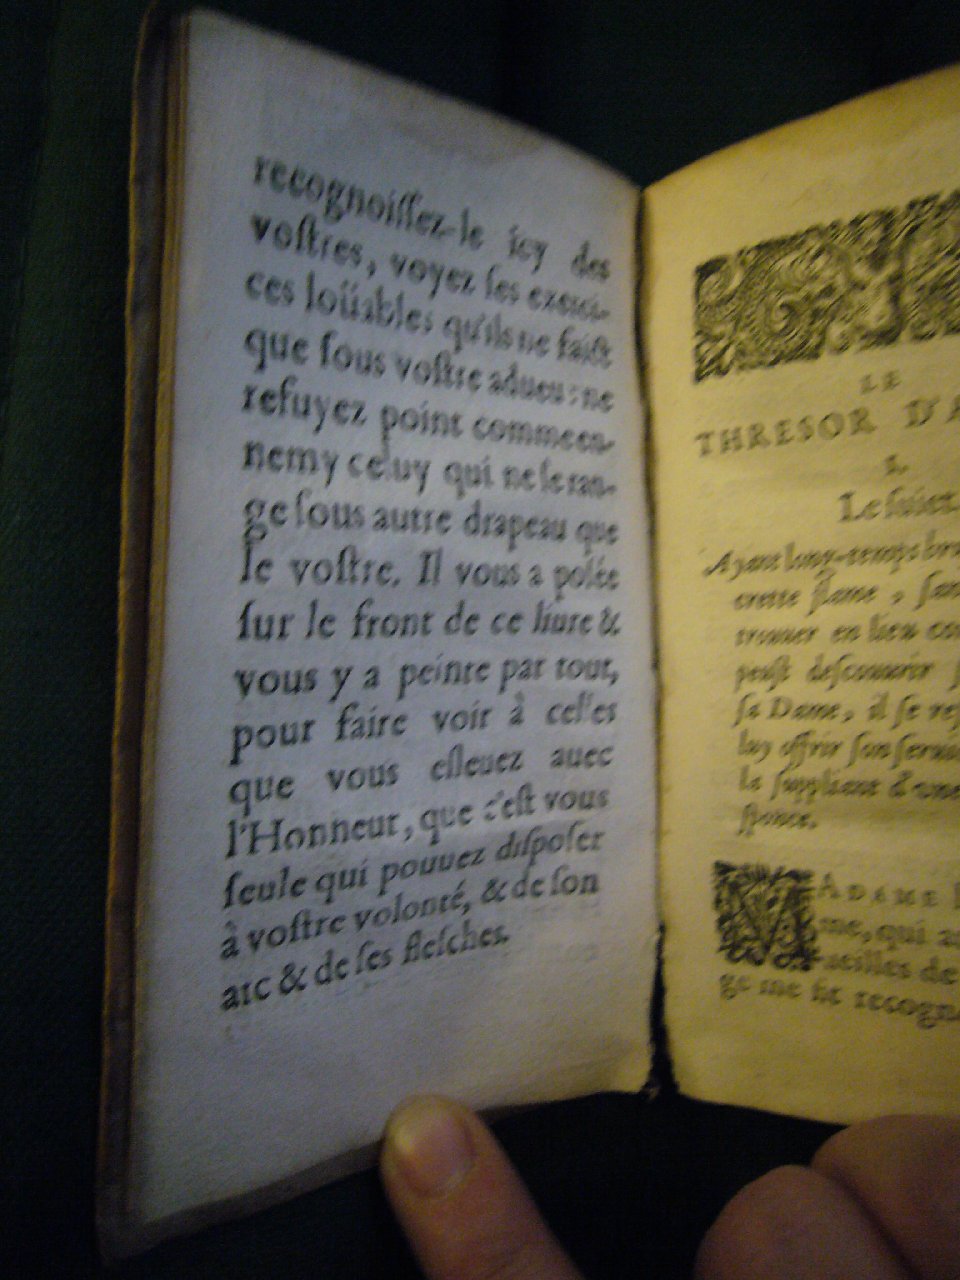 recognoiſſez-le icy des
voſtres, voyez ſes exerci-
ces loüables qu'ils ne faict
que ſous voſtre adueu: ne
refuyez point comme en-
nemy celuy qui ne ſe ran-
ge ſous autre drapeau que
le voſtre. Il vous a poſée
ſur le front de ce liure &
vous y a peinte par tout,
pour faire voir à celles
que vous eſleuez auec
l'Honneur, que c'eſt vous
ſeule qui pouuez diſpoſer
à voſtre volonté, & de ſon
arc & de ſes fleſches.
LE
THRESOR D'A
I.
Le ſuiet
Ayant long-temps
crette flame, ſan
trouuer en lieu
peuſt deſcouurir
ſa Dame, il ſe
luy offrir ſon ſerui
la ſuppliant d'vne
ſponce.
MADAME
me, qui
ueilles de
ge me fit recogn